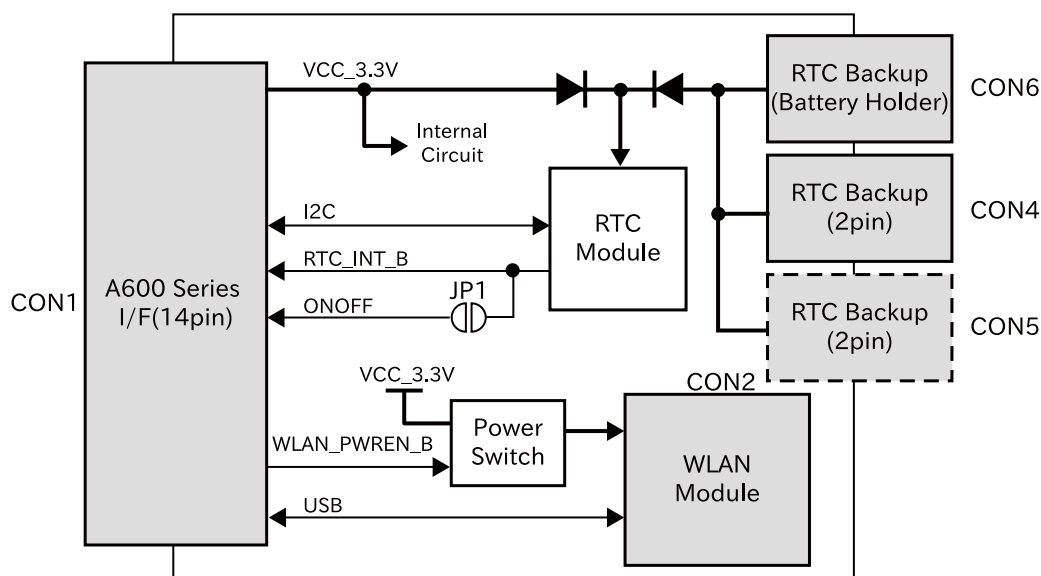 VCC_3.3V
Internal
Circuit
RTC Backup
(Battery Holder)
CON6
RTC Backup
(2pin)
CON4
RTC Backup
(2pin)
CON5
CON1
A600 Series
I/F(14pin)
I2C
RTC_INT_B
ONOFF
JP1
RTC
Module
VCC_3.3V
Power
Switch
WLAN_PWREN_B
USB
CON2
WLAN
Module